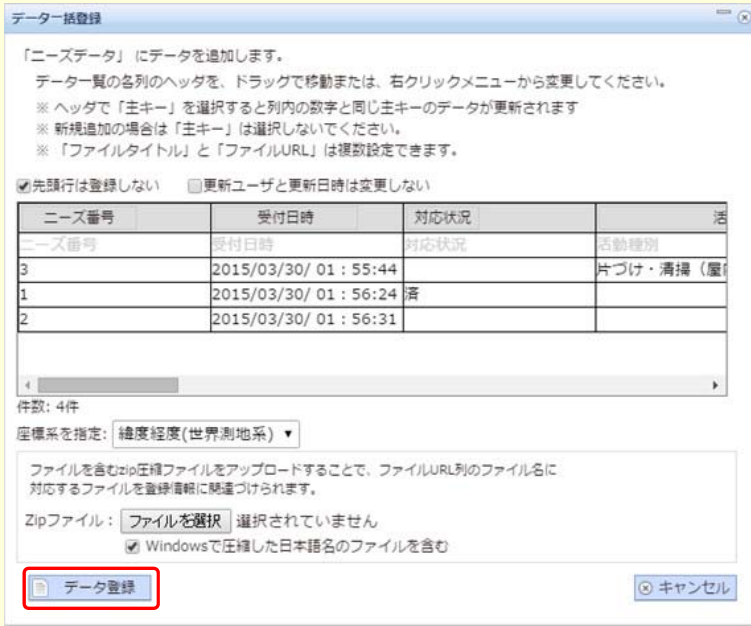 データ一括登録
「ニーズデータ」 にデータを追加します。
データ一覧の各列のヘッダを、ドラッグで移動または、右クリックメニューから変更してください。
※ ヘッダで「主キー」を選択すると列内の数字と同じ主キーのデータが更新されます
※ 新規追加の場合は「主キー」は選択しないでください。
※ 「ファイルタイトル」と「ファイルURL」は複数設定できます。
先頭行は登録しない 更新ユーザと更新日時は変更しない
ニーズ番号 受付日時 対応状況 活
ニーズ番号 受付日時 対応状況 活動種別
3 2015/03/30/ 01：55:44 片づけ・清掃（屋内
1 2015/03/30/ 01：56:24 済
2 2015/03/30/ 01：56:31
件数: 4件
座標系を指定: 緯度経度(世界測地系) ▼
ファイルを含むzip圧縮ファイルをアップロードすることで、ファイルURL列のファイル名に
対応するファイルを登録情報に関連づけられます。
Zipファイル： ファイルを選択 選択されていません
Windowsで圧縮した日本語名のファイルを含む
データ登録 キャンセル